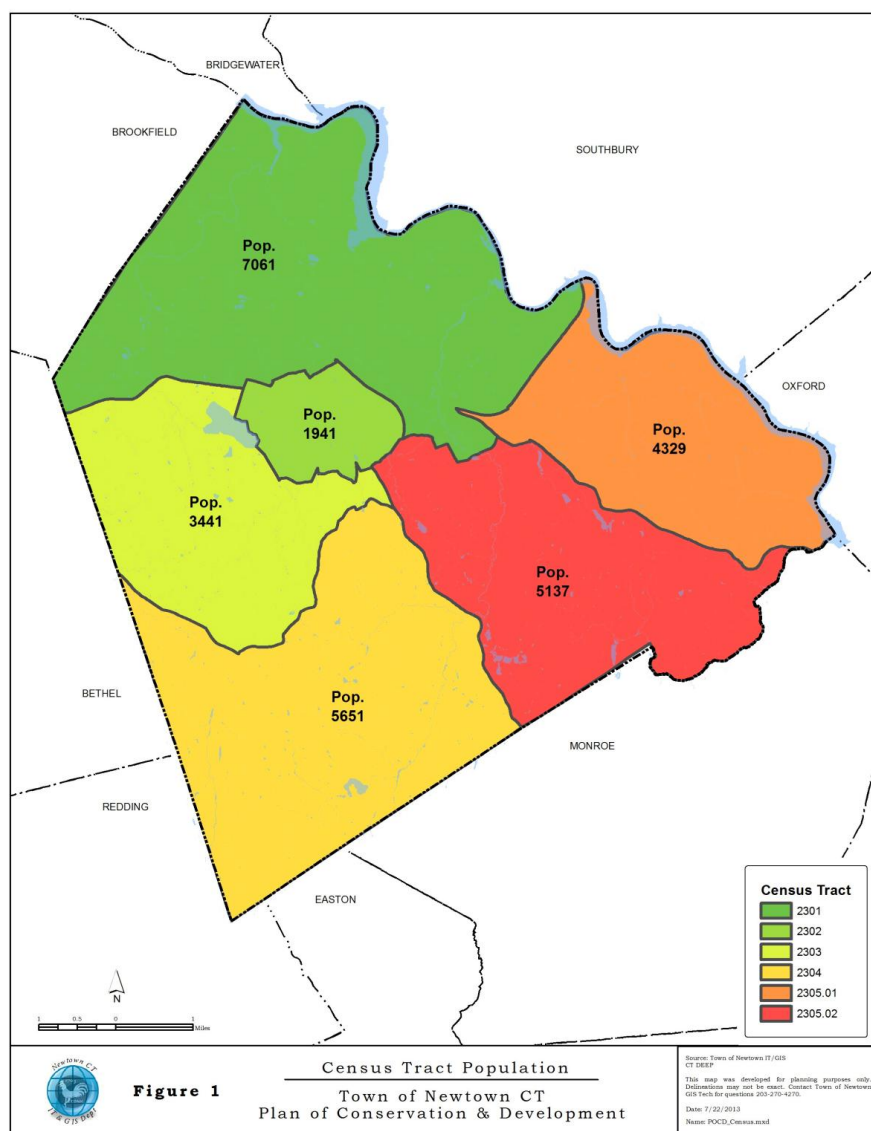 BRIDGEWATER
BROOKFIELD
SOUTHBURY
Pop.
7061
OXFORD
Pop.
1941
Pop.
4329
Pop.
3441
Pop.
5137
BETHEL
Pop.
5651
MONROE
REDDING
EASTON
Census Tract
2301
2302
2303
2304
2305.01
2305.02
N
1 0.5 0 1
Miles
Newtown CT
IT & GIS Dept
Figure 1
Census Tract Population
Town of Newtown CT
Plan of Conservation & Development
Source: Town of Newtown IT/GIS
CT DEEP
This map was developed for planning purposes only.
Delineations may not be exact. Contact Town of Newtown
GIS Tech for questions 203-270-4270.
Date: 7/22/2013
Name: POCD_Census.mxd